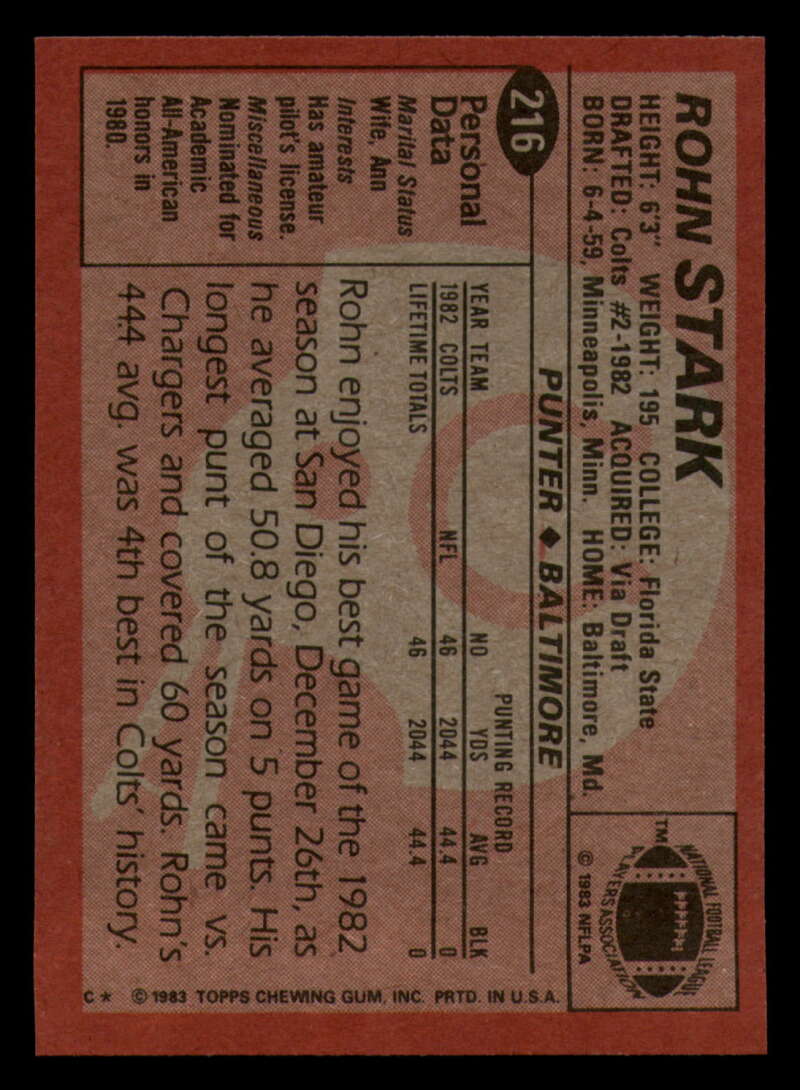 ROHN STARK
HEIGHT: 6'3" WEIGHT: 195 COLLEGE: Florida State
DRAFTED: Colts #2-1982 ACQUIRED: Via Draft
BORN: 6-4-59, Minneapolis, Minn. HOME: Baltimore, Md.
TM
NATIONAL FOOTBALL LEAGUE
PLAYERS ASSOCIATION
© 1983 NFLPA
216
PUNTER ◆ BALTIMORE
Personal
Data
Marital Status
Wife, Ann
Interests
Has amateur
pilot's license.
Miscellaneous
Nominated for
Academic
All-American
honors in
1980.
PUNTING RECORD
YEAR TEAM NO YDS AVG BLK
1982 COLTS NFL 46 2044 44.4 0
LIFETIME TOTALS 46 2044 44.4 0
Rohn enjoyed his best game of the 1982
season at San Diego, December 26th, as
he averaged 50.8 yards on 5 punts. His
longest punt of the season came vs.
Chargers and covered 60 yards. Rohn's
44.4 avg. was 4th best in Colts' history.
C* © 1983 TOPPS CHEWING GUM, INC. PRTD. IN U.S.A.